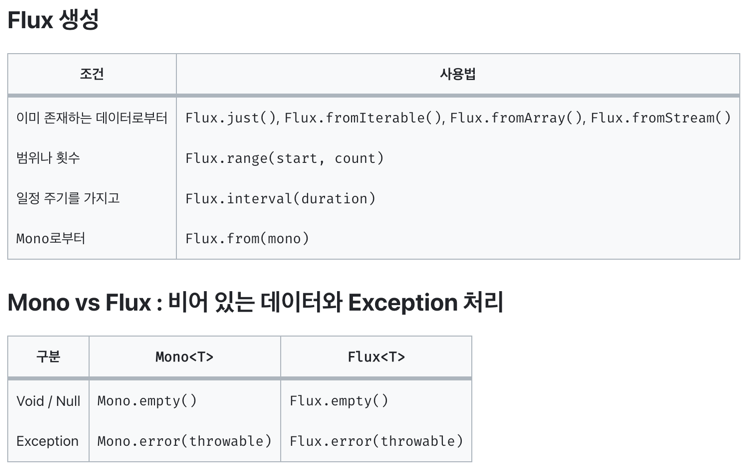 Flux 생성
조건 사용법
이미 존재하는 데이터로부터 Flux.just(), Flux.fromIterable(), Flux.fromArray(), Flux.fromStream()
범위나 횟수 Flux.range(start, count)
일정 주기를 가지고 Flux.interval(duration)
Mono로부터 Flux.from(mono)
Mono vs Flux : 비어 있는 데이터와 Exception 처리
구분 Mono<T> Flux<T>
Void / Null Mono.empty() Flux.empty()
Exception Mono.error(throwable) Flux.error(throwable)